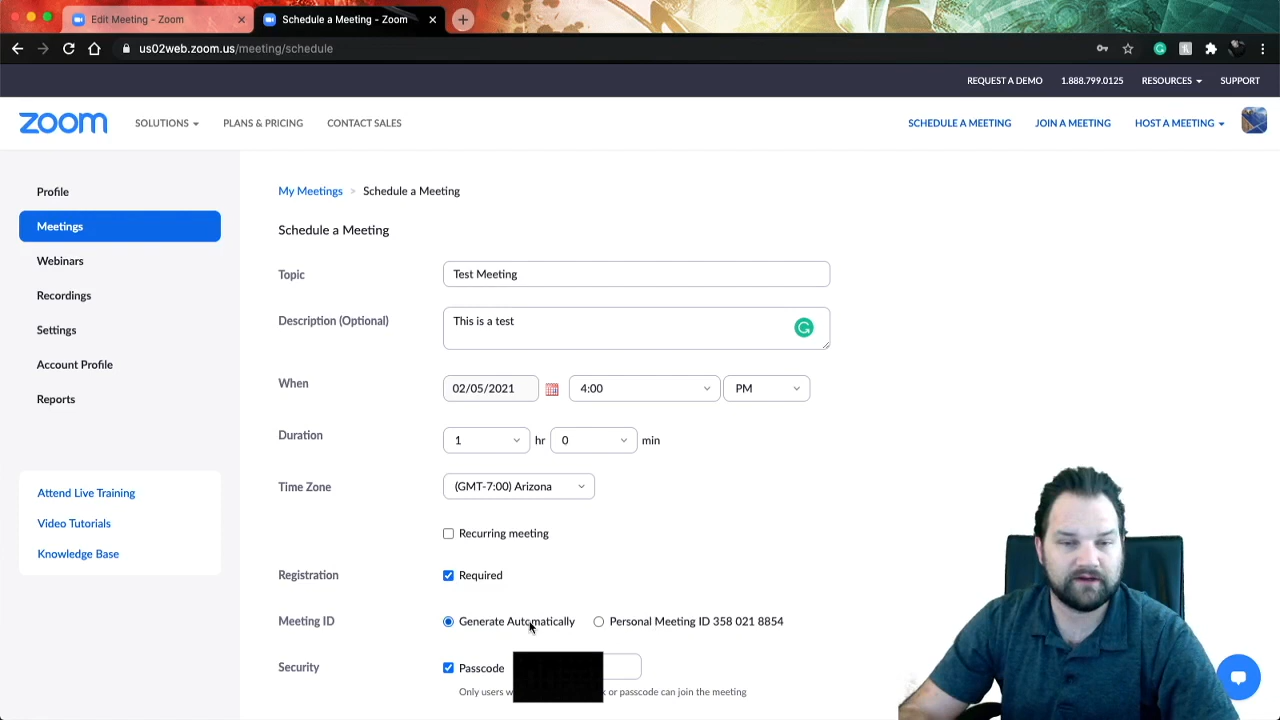 Edit Meeting - Zoom
Schedule a Meeting - Zoom
us02web.zoom.us/meeting/schedule
REQUEST A DEMO 1.888.799.0125 RESOURCES SUPPORT
zoom SOLUTIONS PLANS & PRICING CONTACT SALES SCHEDULE A MEETING JOIN A MEETING HOST A MEETING
Profile
Meetings
Webinars
Recordings
Settings
Account Profile
Reports
Attend Live Training
Video Tutorials
Knowledge Base
My Meetings > Schedule a Meeting
Schedule a Meeting
Topic Test Meeting
Description (Optional) This is a test
When 02/05/2021 4:00 PM
Duration 1 hr 0 min
Time Zone (GMT-7:00) Arizona
Recurring meeting
Registration Required
Meeting ID Generate Automatically Personal Meeting ID 358 021 8854
Security Passcode
Only users or passcode can join the meeting